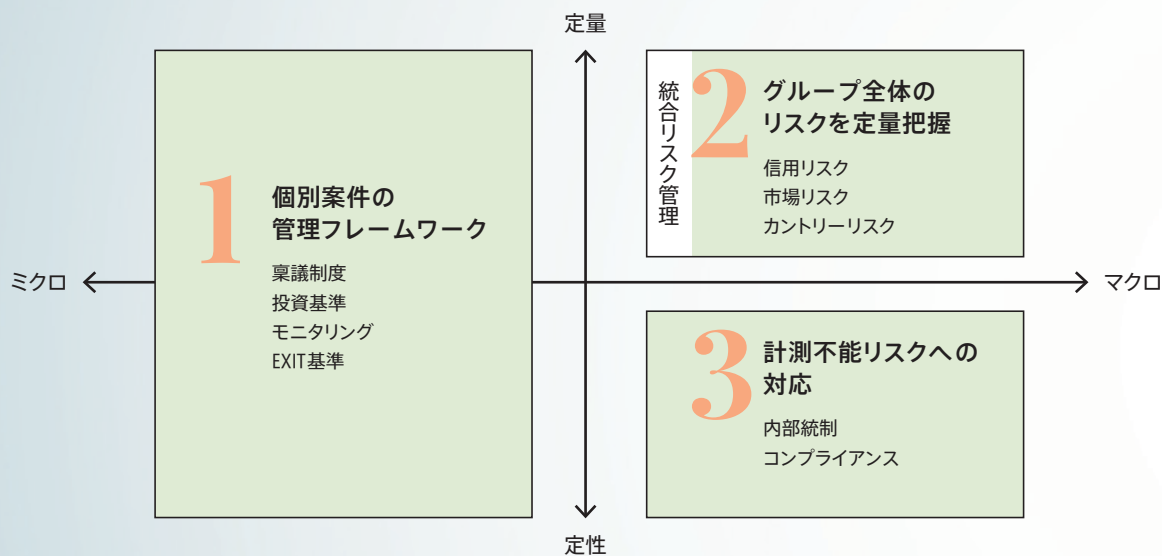 定量
1
個別案件の
管理フレームワーク
稟議制度
投資基準
モニタリング
EXIT基準
統合リスク管理
2
グループ全体の
リスクを定量把握
信用リスク
市場リスク
カントリーリスク
ミクロ
マクロ
3
計測不能リスクへの
対応
内部統制
コンプライアンス
定性